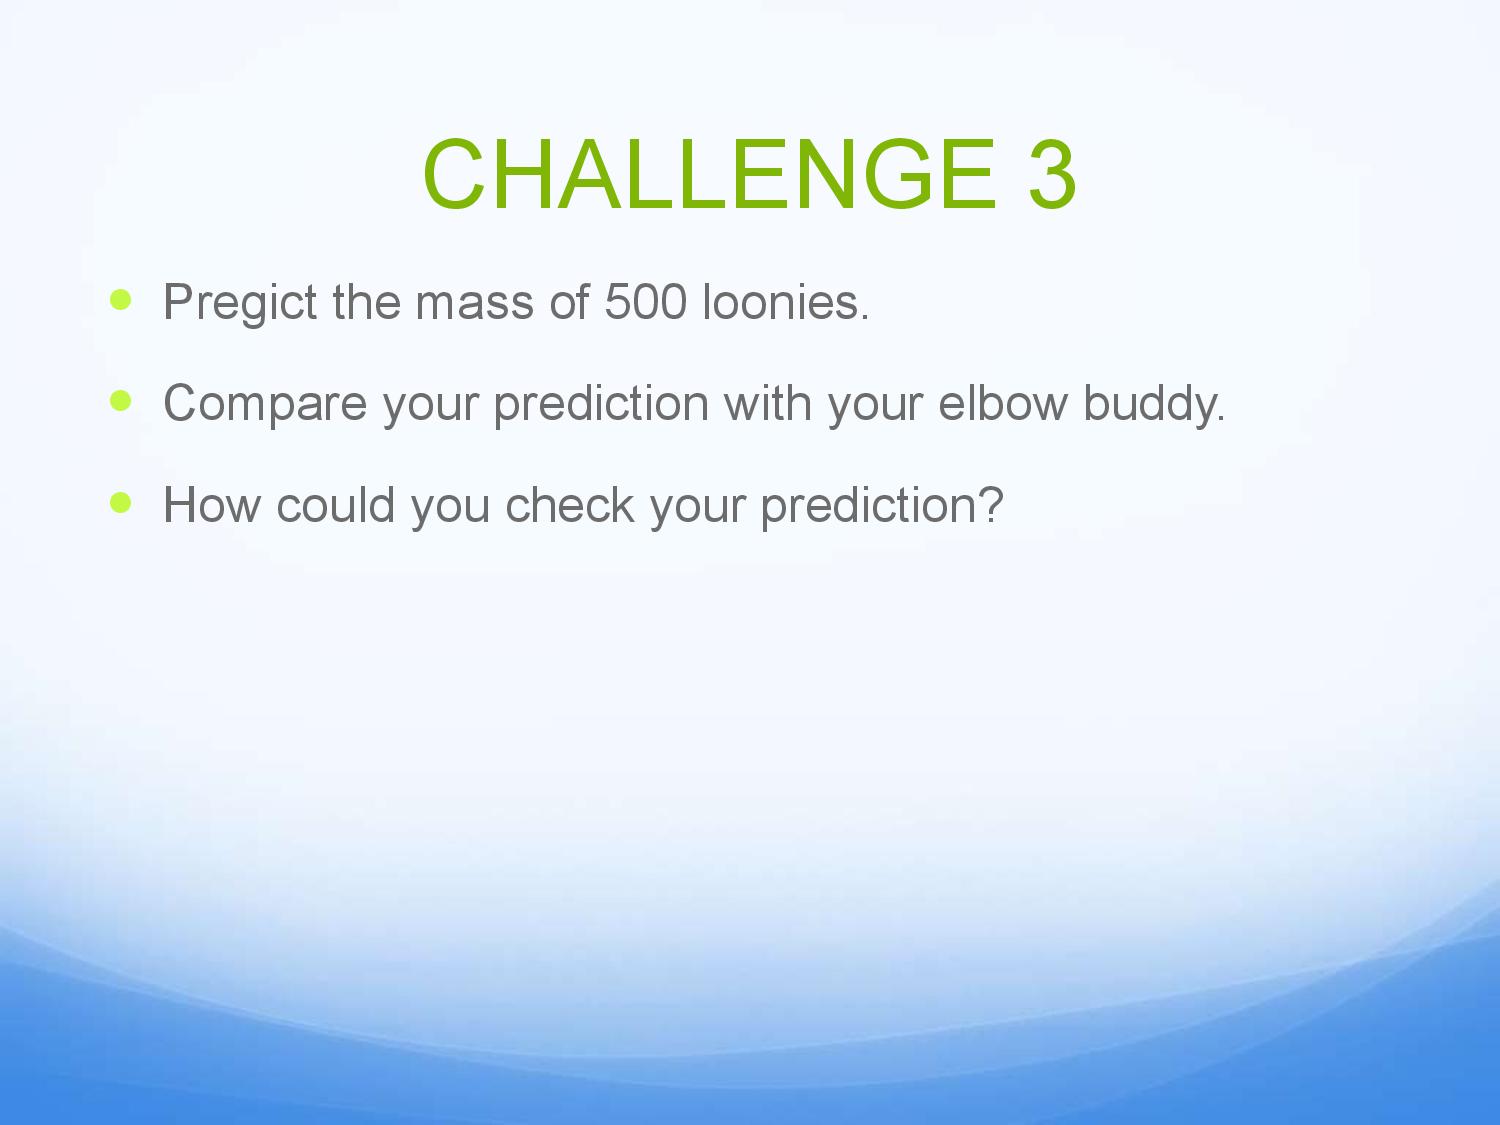 CHALLENGE 3
Pregict the mass of 500 loonies.
Compare your prediction with your elbow buddy.
How could you check your prediction?